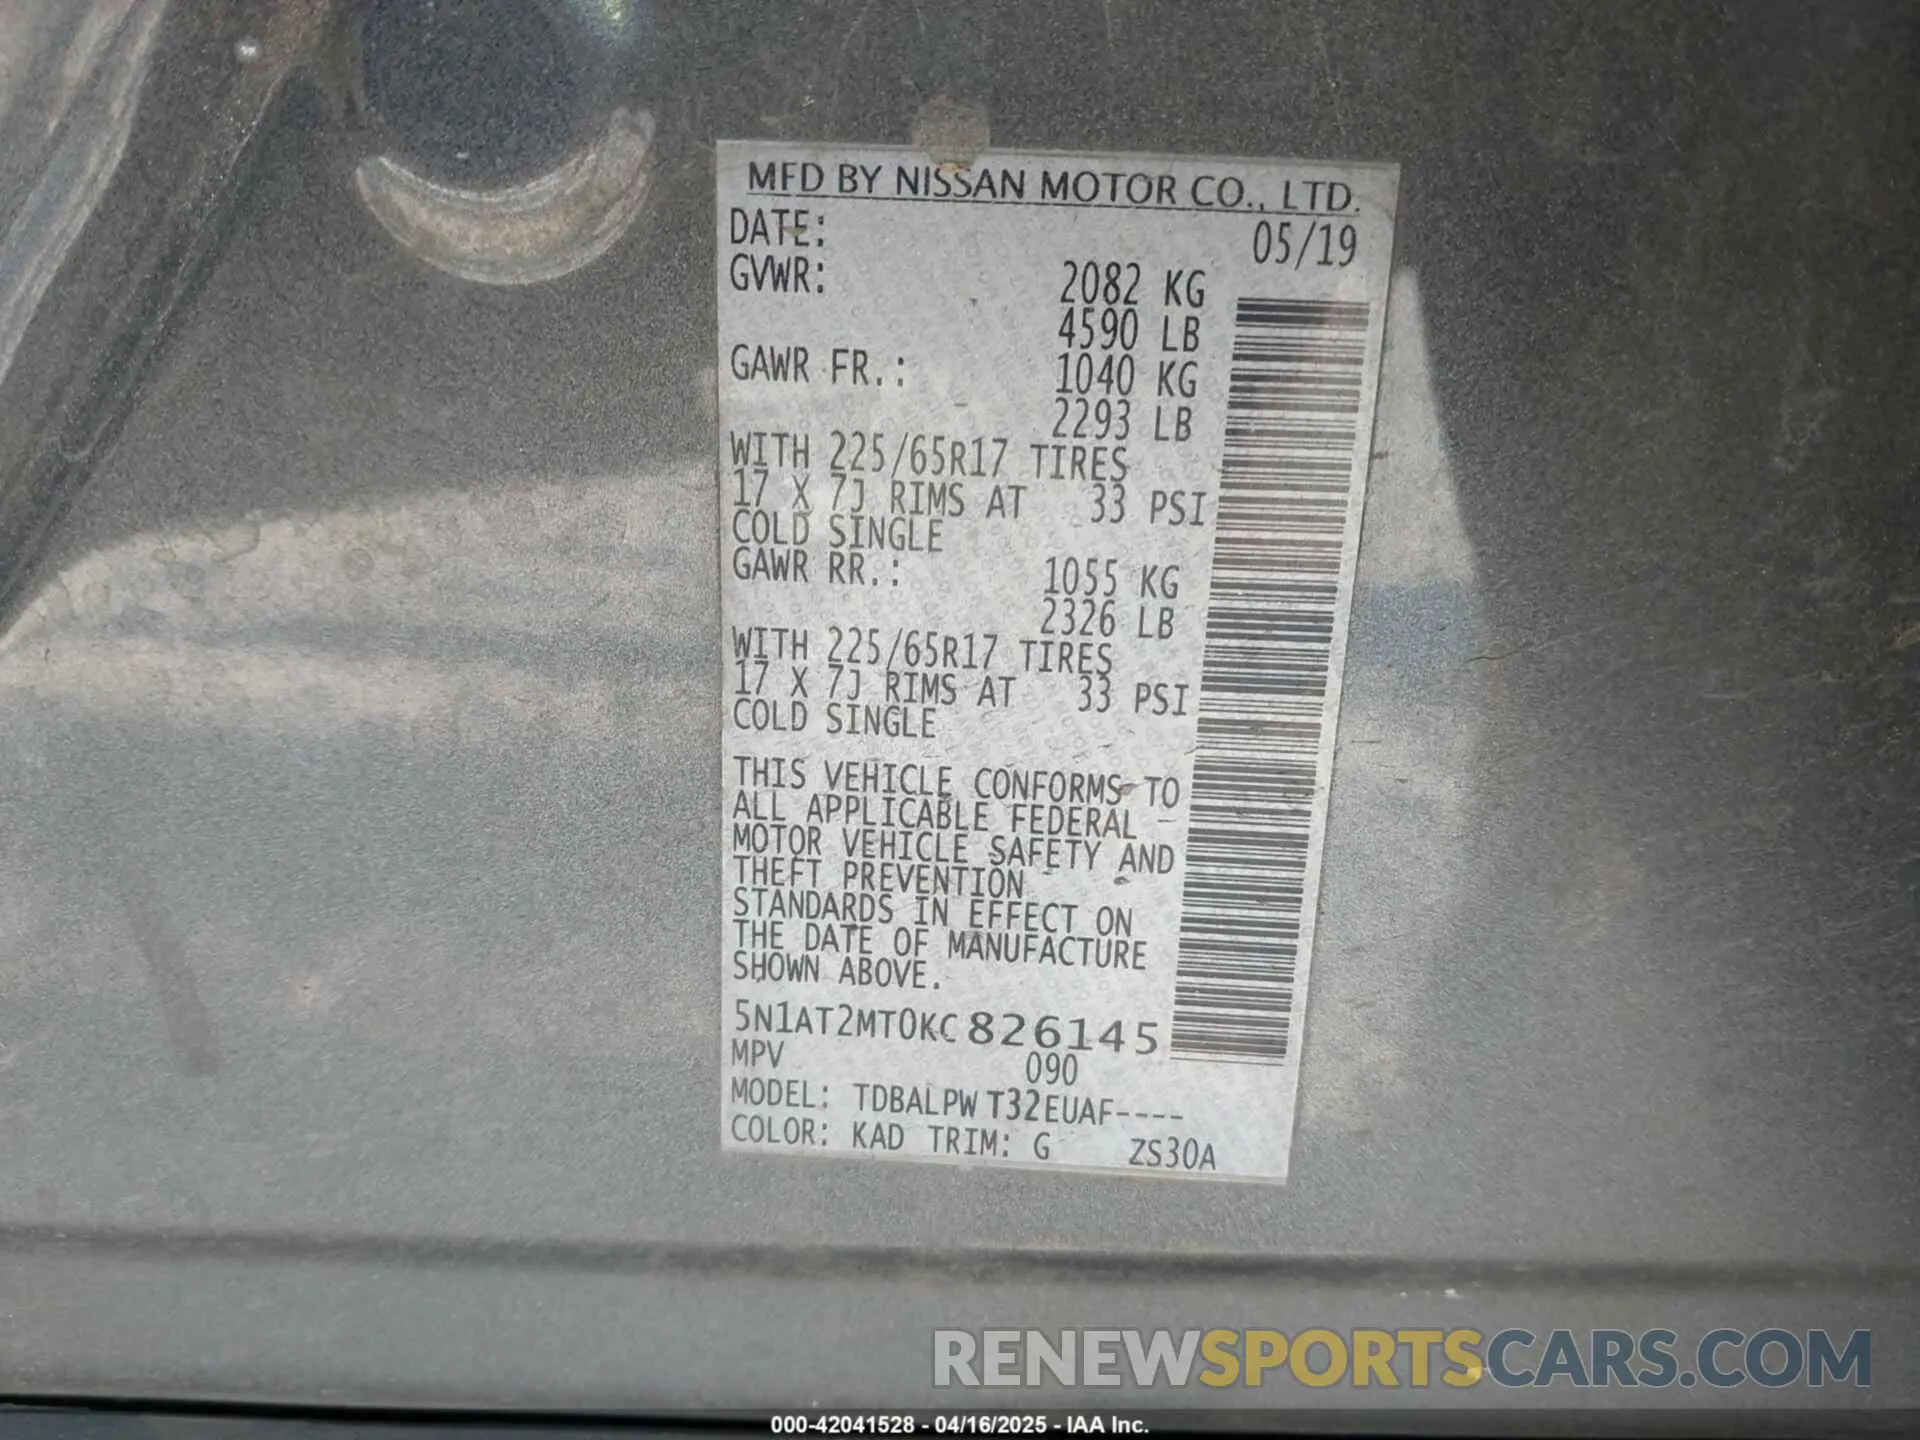 MFD BY NISSAN MOTOR CO., LTD.
DATE: 05/19
GVWR: 2082 KG
4590 LB
GAWR FR.: 1040 KG
2293 LB
WITH 225/65R17 TIRES
17 X 7J RIMS AT 33 PSI
COLD SINGLE
GAWR RR.: 1055 KG
2326 LB
WITH 225/65R17 TIRES
17 X 7J RIMS AT 33 PSI
COLD SINGLE
THIS VEHICLE CONFORMS TO
ALL APPLICABLE FEDERAL
MOTOR VEHICLE SAFETY AND
THEFT PREVENTION
STANDARDS IN EFFECT ON
THE DATE OF MANUFACTURE
SHOWN ABOVE.
5N1AT2MT0KC826145
MPV 090
MODEL: TDBALPW T32EUAF----
COLOR: KAD TRIM: G ZS30A
RENEWSPORTSCARS.COM
000-42041528 - 04/16/2025 - IAA Inc.